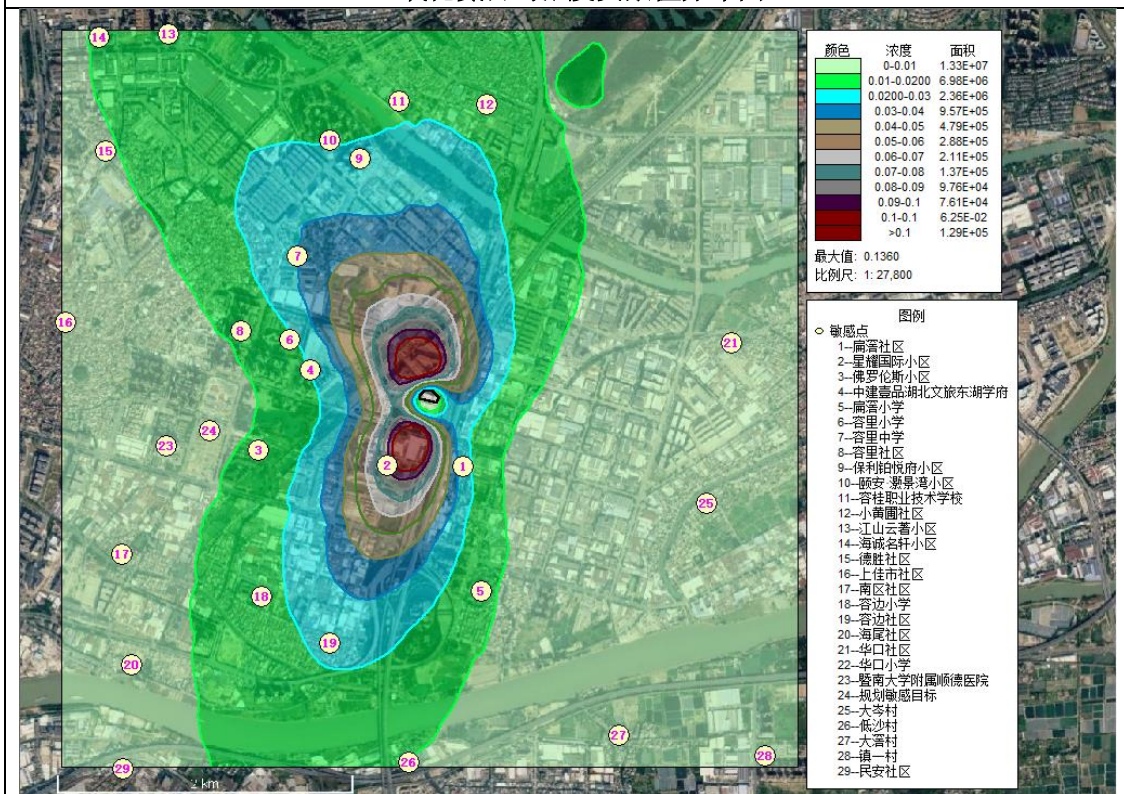 颜色 浓度 面积
0-0.01 1.33E+07
0.01-0.0200 6.98E+06
0.0200-0.03 2.36E+06
0.03-0.04 9.57E+05
0.04-0.05 4.79E+05
0.05-0.06 2.88E+05
0.06-0.07 2.11E+05
0.07-0.08 1.37E+05
0.08-0.09 9.76E+04
0.09-0.1 7.61E+04
0.1-0.1 6.25E-02
>0.1 1.29E+05
最大值: 0.1360
比例尺: 1: 27,800
图例
敏感点
1--扁滘社区
2--星耀国际小区
3--佛罗伦斯小区
4--中建壹品湖北文旅东湖学府
5--扁滘小学
6--容里小学
7--容里中学
8--容里社区
9--保利铂悦府小区
10--颐安·灏景湾小区
11--容桂职业技术学校
12--小黄圃社区
13--江山云著小区
14--海诚名轩小区
15--德胜社区
16--上佳市社区
17--南区社区
18--容边小学
19--容边社区
20--海尾社区
21--华口社区
22--华口小学
23--暨南大学附属顺德医院
24--规划敏感目标
25--大岑村
26--低沙村
27--大滘村
28--镇一村
29--民安社区
14
13
11
12
10
9
15
7
16
8
6
21
4
24
23
3
2
1
25
17
18
5
19
20
27
26
28
29
2 km